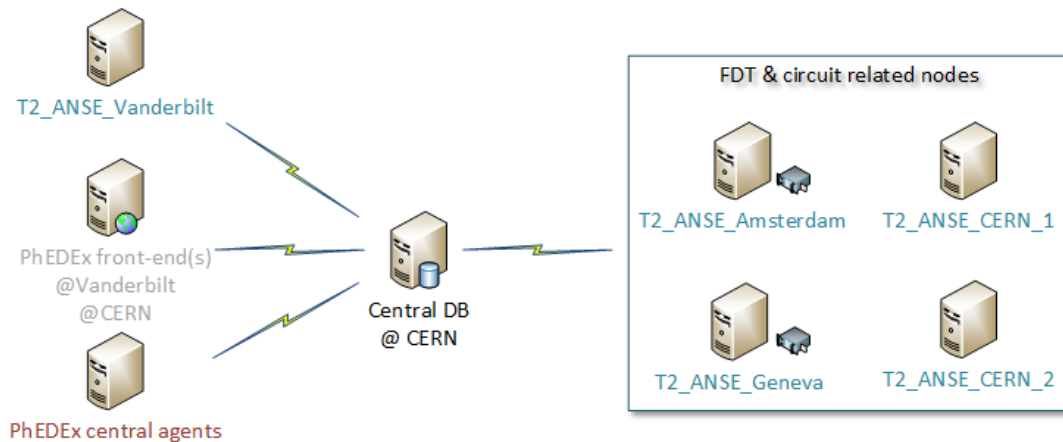 T2_ANSE_Vanderbilt
PhEDEx front-end(s)
@Vanderbilt
@CERN
PhEDEx central agents
Central DB
@ CERN
FDT & circuit related nodes
T2_ANSE_Amsterdam
T2_ANSE_CERN_1
T2_ANSE_Geneva
T2_ANSE_CERN_2